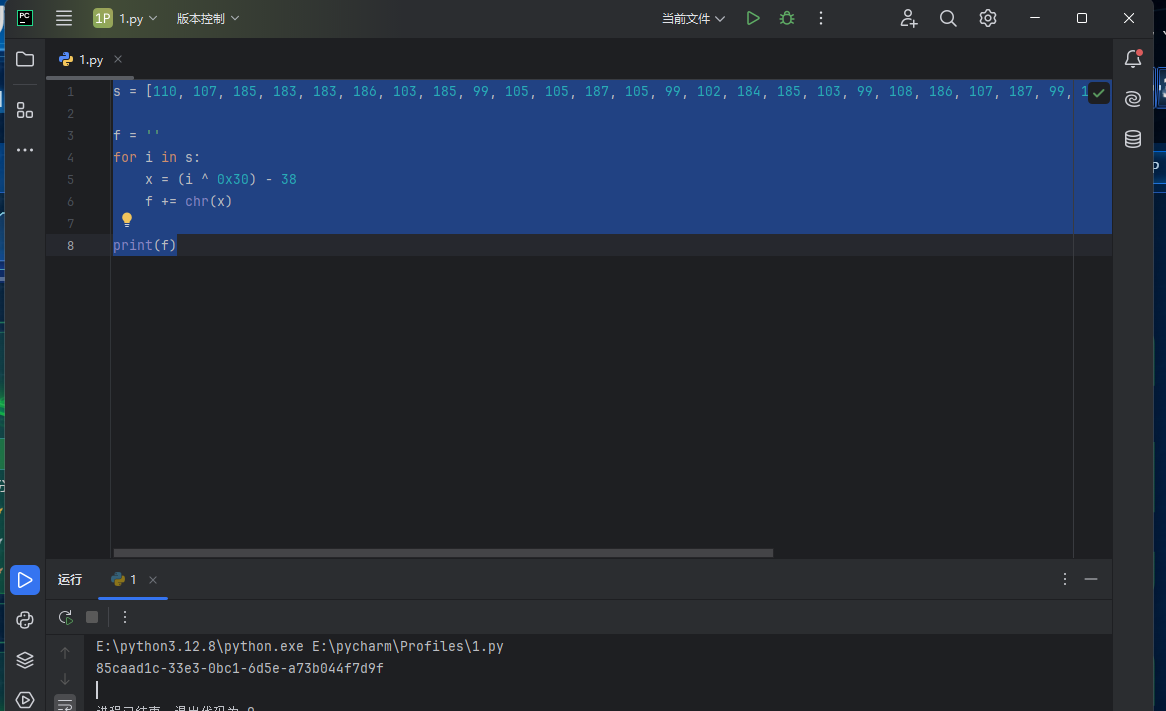 PC
1P 1.py 版本控制 当前文件
1.py
1 s = [110, 107, 185, 183, 183, 186, 103, 185, 99, 105, 105, 187, 105, 99, 102, 184, 185, 103, 99, 108, 186, 107, 187, 99, 1
2
3 f = ''
4 for i in s:
5 x = (i ^ 0x30) - 38
6 f += chr(x)
7
8 print(f)
运行 1
E:\python3.12.8\python.exe E:\pycharm\Profiles\1.py
85caad1c-33e3-0bc1-6d5e-a73b044f7d9f
进程已结束，退出代码为 0